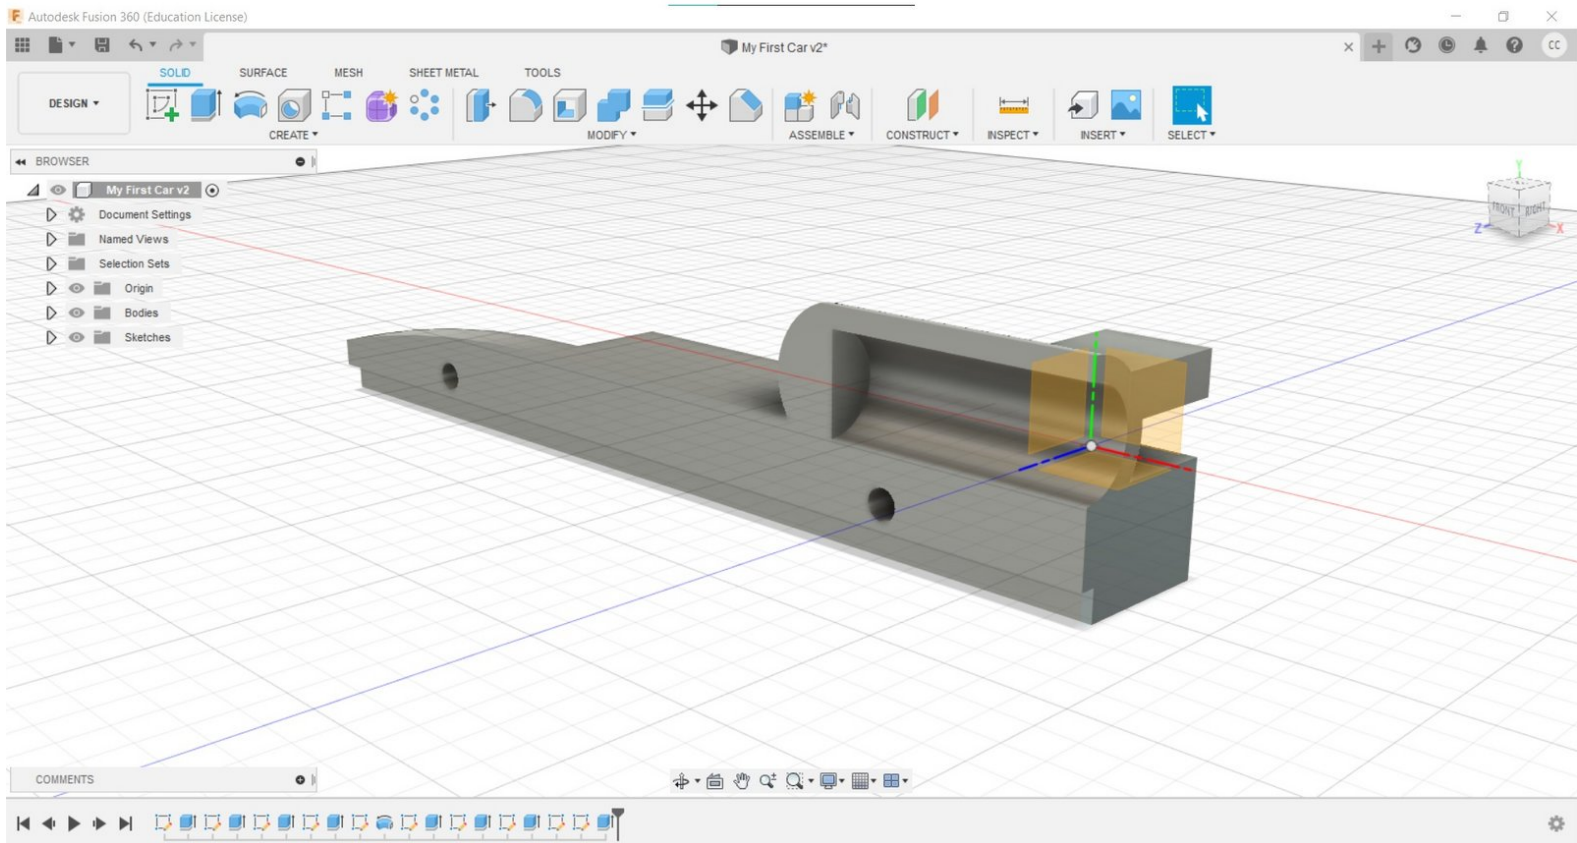 Autodesk Fusion 360 (Education License)
My First Car v2*
CC
SOLID SURFACE MESH SHEET METAL TOOLS
DESIGN
CREATE MODIFY ASSEMBLE CONSTRUCT INSPECT INSERT SELECT
BROWSER
My First Car v2
Document Settings
Named Views
Selection Sets
Origin
Bodies
Sketches
Y
FRONT RIGHT
Z X
COMMENTS